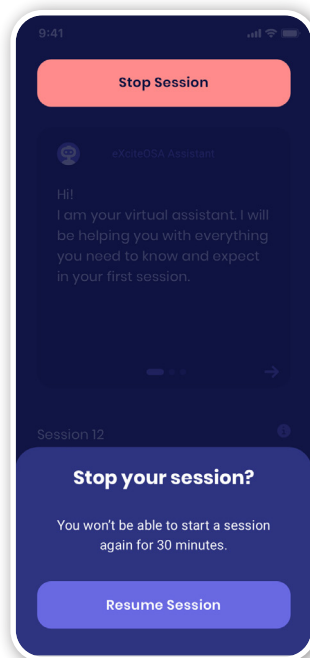 9:41
Stop Session
eXciteOSA Assistant
Hi!
I am your virtual assistant. I will
be helping you with everything
you need to know and expect
in your first session.
Session 12
Stop your session?
You won't be able to start a session
again for 30 minutes.
Resume Session